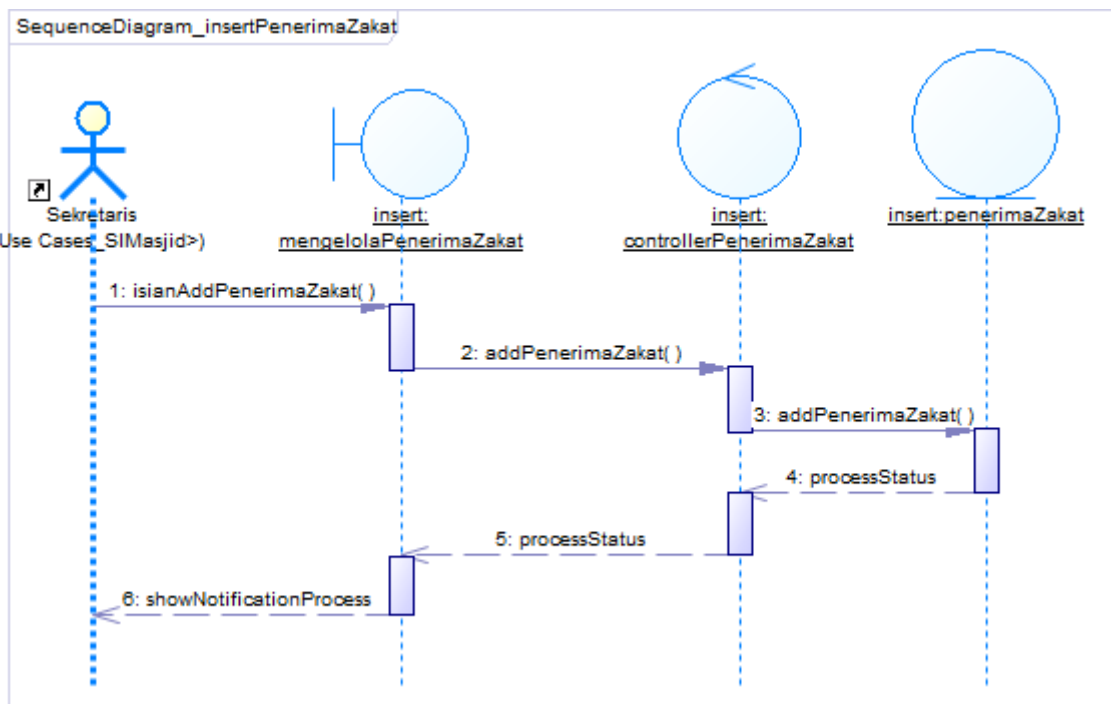 SequenceDiagram_insertPenerimaZakat
Sekretaris
Use Cases_SIMasjid>)
insert:
mengelolaPenerimaZakat
insert:
controllerPenerimaZakat
insert:penerimaZakat
1: isianAddPenerimaZakat( )
2: addPenerimaZakat( )
3: addPenerimaZakat( )
4: processStatus
5: processStatus
6: showNotificationProcess